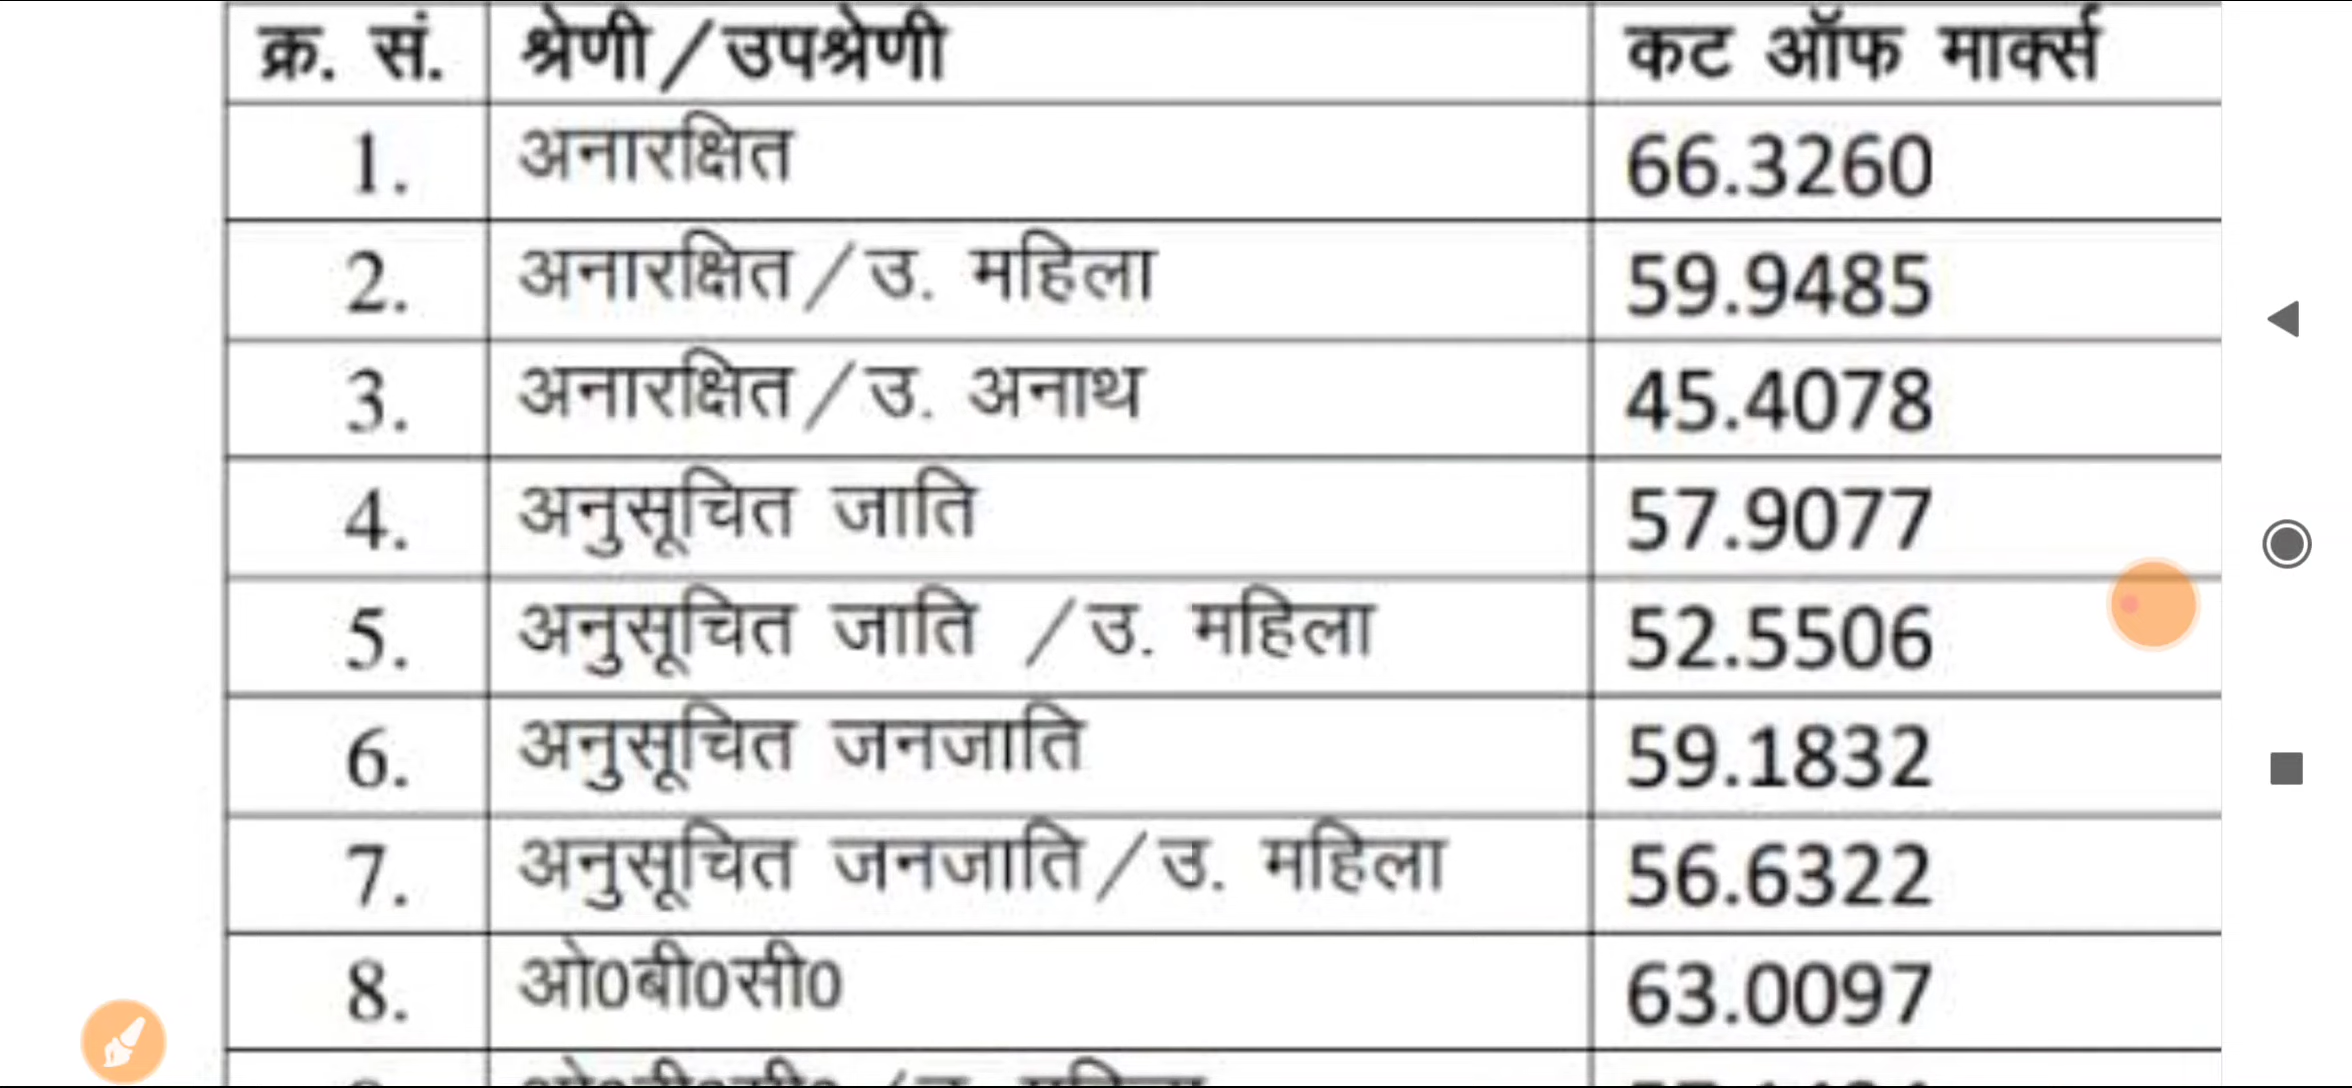 क्र. सं. श्रेणी/उपश्रेणी कट ऑफ मार्क्स
1. अनारक्षित 66.3260
2. अनारक्षित/उ. महिला 59.9485
3. अनारक्षित/उ. अनाथ 45.4078
4. अनुसूचित जाति 57.9077
5. अनुसूचित जाति /उ. महिला 52.5506
6. अनुसूचित जनजाति 59.1832
7. अनुसूचित जनजाति/उ. महिला 56.6322
8. ओ0बी0सी0 63.0097